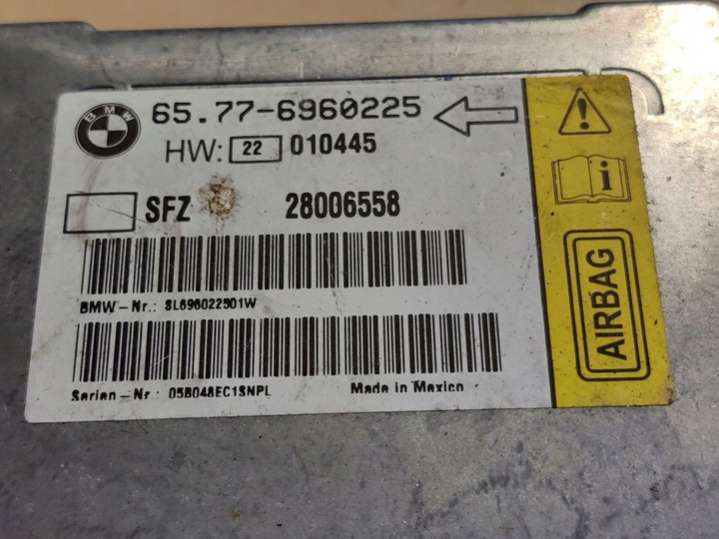 BMW
65.77-6960225
HW: 22 010445
SFZ 28006558
BMW-Nr.: SL696022501W
Serien-Nr: 05B048EC1SNPL Made in Mexico
i
AIRBAG